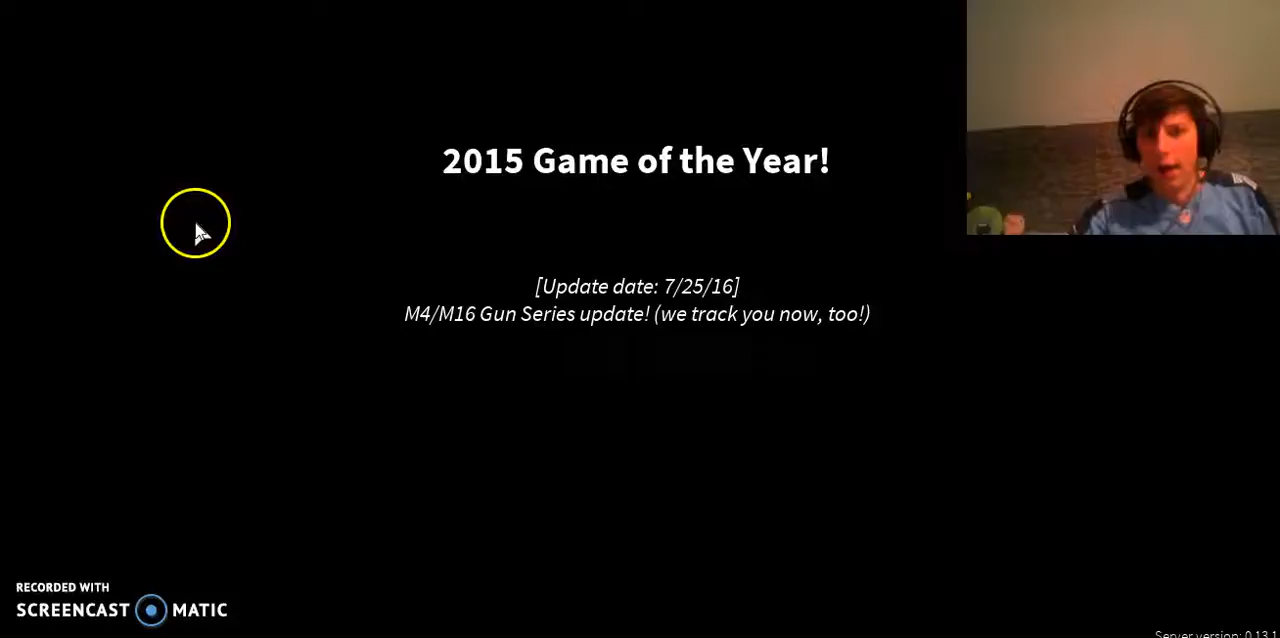 2015 Game of the Year!
[Update date: 7/25/16]
M4/M16 Gun Series update! (we track you now, too!)
RECORDED WITH
SCREENCAST MATIC
Server version: 0.13.1